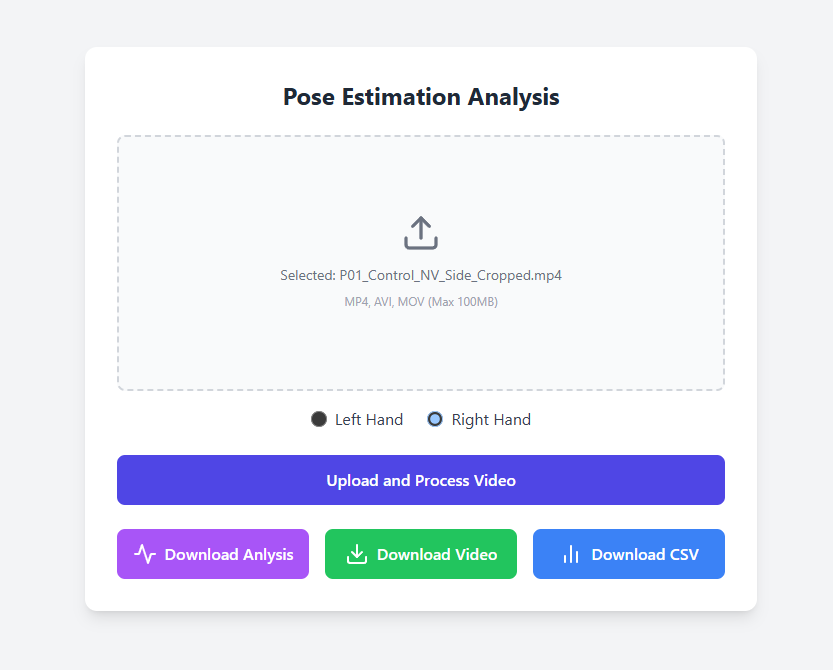 Pose Estimation Analysis
Selected: P01_Control_NV_Side_Cropped.mp4
MP4, AVI, MOV (Max 100MB)
Left Hand Right Hand
Upload and Process Video
Download Anlysis Download Video Download CSV